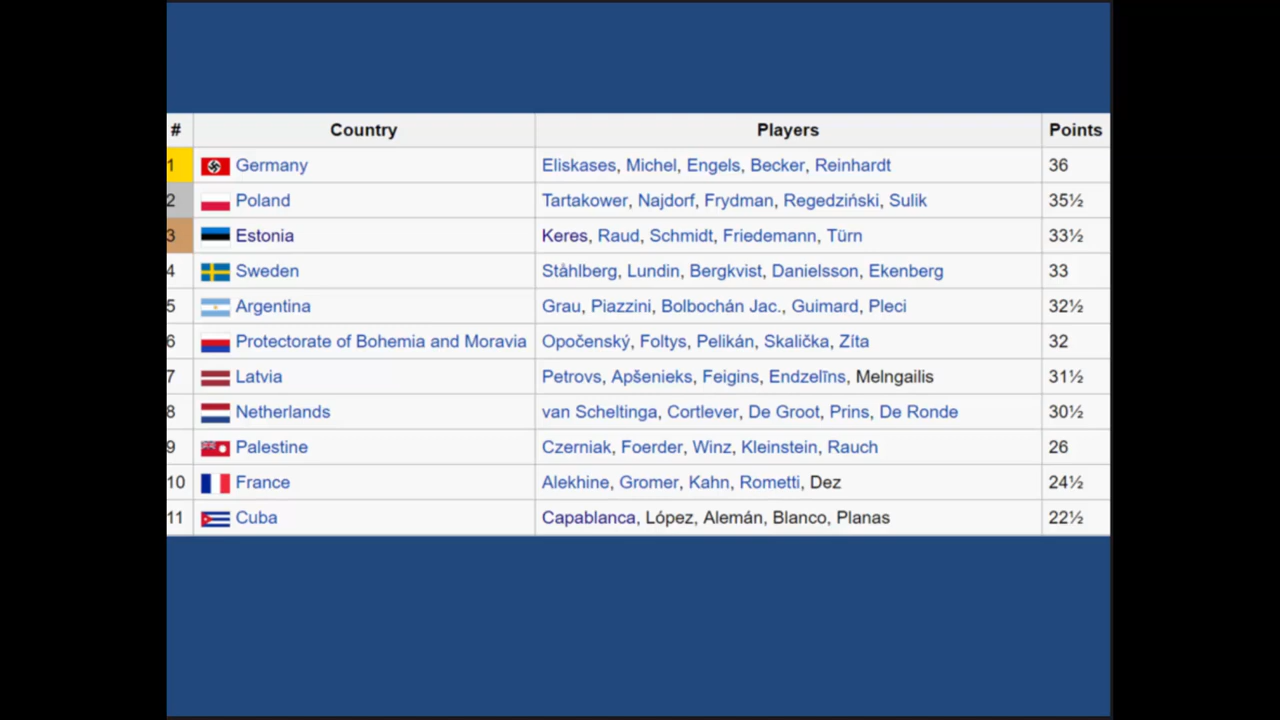 # Country Players Points
1 Germany Eliskases, Michel, Engels, Becker, Reinhardt 36
2 Poland Tartakower, Najdorf, Frydman, Regedziński, Sulik 35½
3 Estonia Keres, Raud, Schmidt, Friedemann, Türn 33½
4 Sweden Ståhlberg, Lundin, Bergkvist, Danielsson, Ekenberg 33
5 Argentina Grau, Piazzini, Bolbochán Jac., Guimard, Pleci 32½
6 Protectorate of Bohemia and Moravia Opočenský, Foltys, Pelikán, Skalička, Zíta 32
7 Latvia Petrovs, Apšenieks, Feigins, Endzelīns, Melngailis 31½
8 Netherlands van Scheltinga, Cortlever, De Groot, Prins, De Ronde 30½
9 Palestine Czerniak, Foerder, Winz, Kleinstein, Rauch 26
10 France Alekhine, Gromer, Kahn, Rometti, Dez 24½
11 Cuba Capablanca, López, Alemán, Blanco, Planas 22½